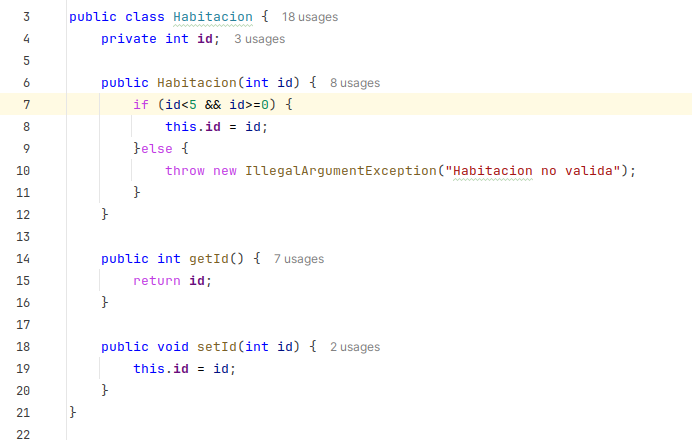 3 public class Habitacion { 18 usages
4 private int id; 3 usages
5
6 public Habitacion(int id) { 8 usages
7 if (id<5 && id>=0) {
8 this.id = id;
9 }else {
10 throw new IllegalArgumentException("Habitacion no valida");
11 }
12 }
13
14 public int getId() { 7 usages
15 return id;
16 }
17
18 public void setId(int id) { 2 usages
19 this.id = id;
20 }
21 }
22